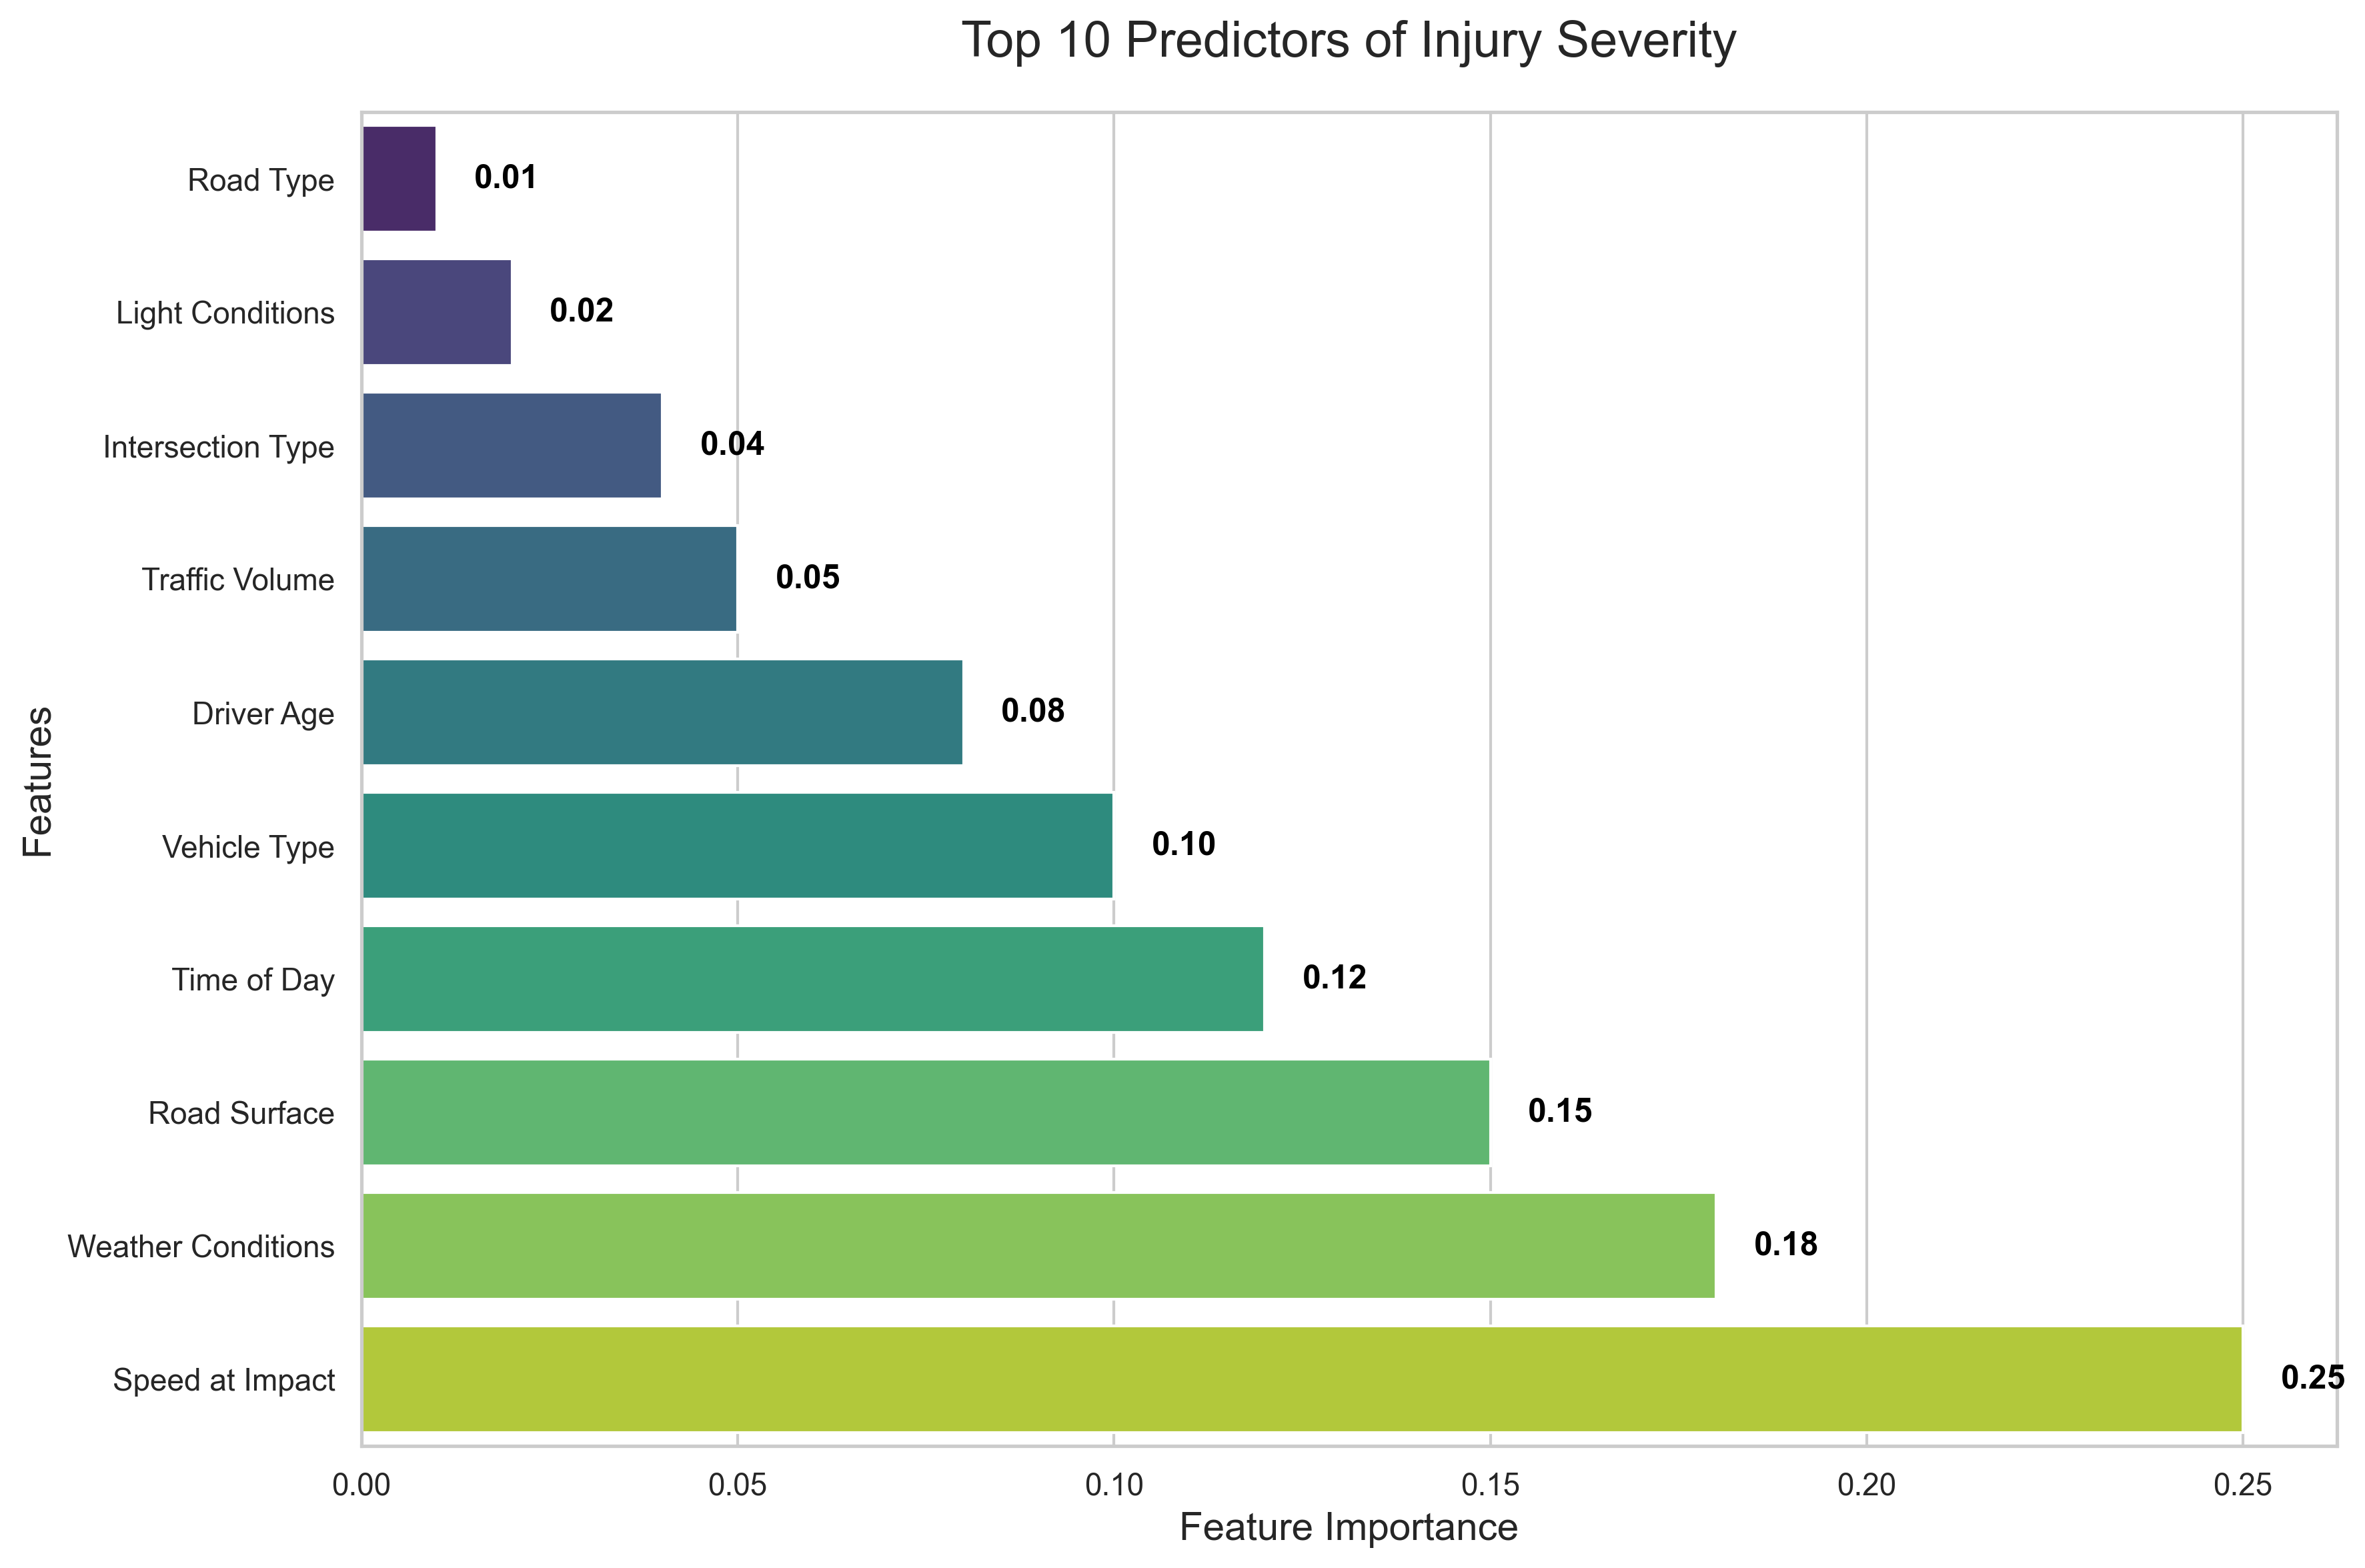 Top 10 Predictors of Injury Severity
Features
Road Type
0.01
Light Conditions
0.02
Intersection Type
0.04
Traffic Volume
0.05
Driver Age
0.08
Vehicle Type
0.10
Time of Day
0.12
Road Surface
0.15
Weather Conditions
0.18
Speed at Impact
0.25
0.00 0.05 0.10 0.15 0.20 0.25
Feature Importance